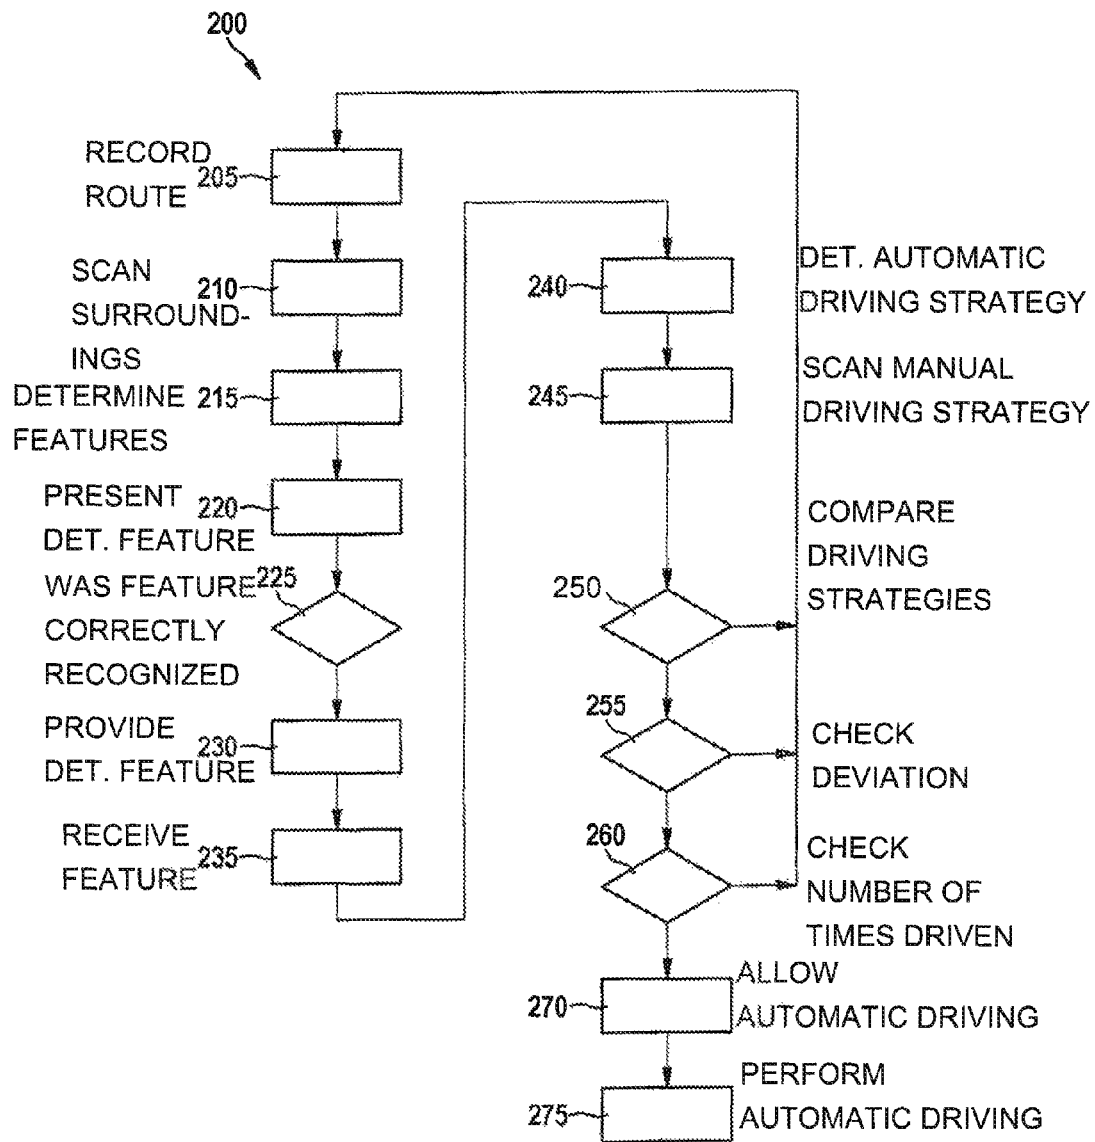 200
RECORD
ROUTE 205
SCAN
SURROUND-
INGS
210
DETERMINE
FEATURES
215
PRESENT
DET. FEATURE
220
WAS FEATURE
CORRECTLY
RECOGNIZED
225
PROVIDE
DET. FEATURE
230
RECEIVE
FEATURE
235
240
DET. AUTOMATIC
DRIVING STRATEGY
245
SCAN MANUAL
DRIVING STRATEGY
250
COMPARE
DRIVING
STRATEGIES
255
CHECK
DEVIATION
260
CHECK
NUMBER OF
TIMES DRIVEN
270
ALLOW
AUTOMATIC DRIVING
275
PERFORM
AUTOMATIC DRIVING